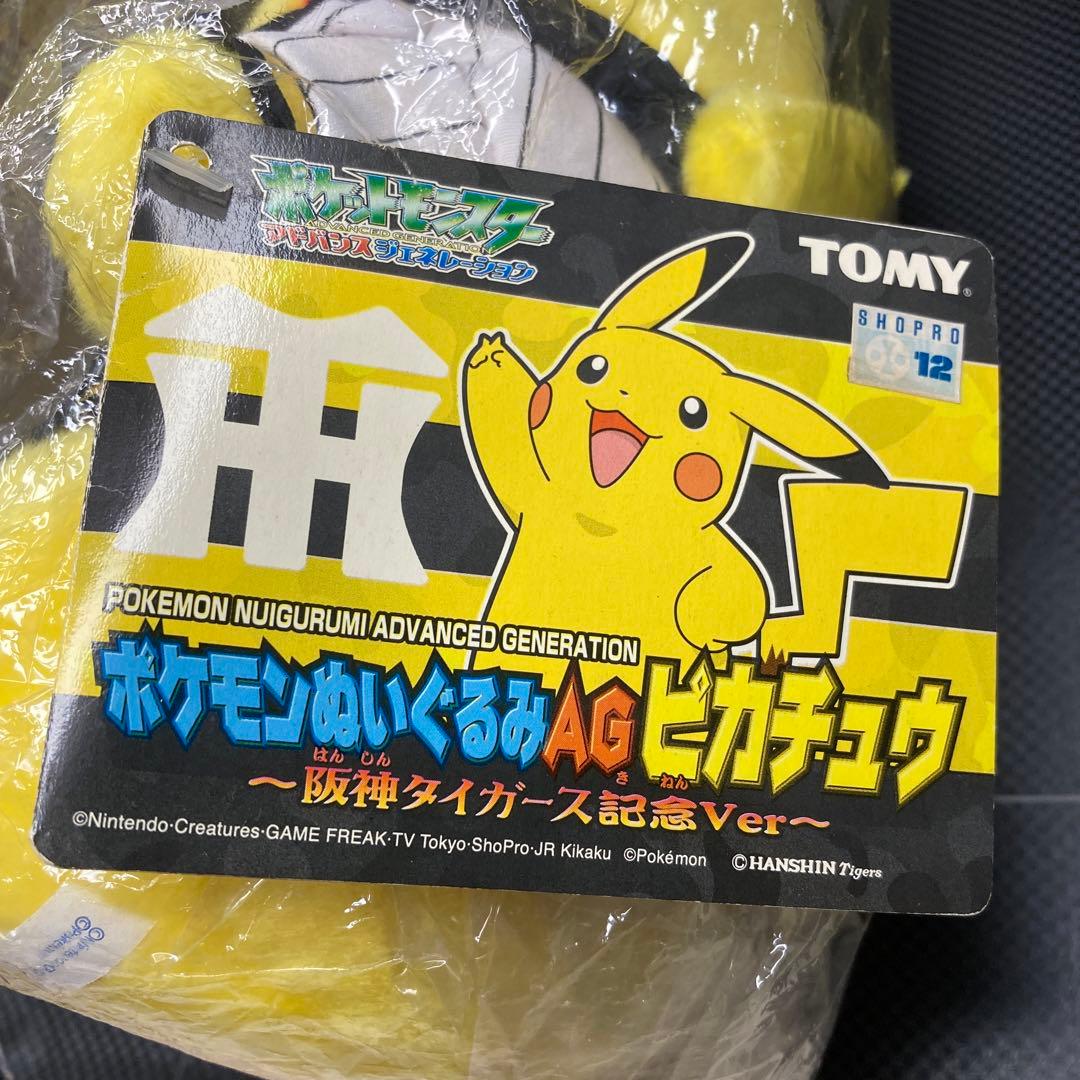 ポケットモンスター
ADVANCED GENERATION
アドバンスジェネレーション
TOMY
SHOPRO
'12
HT
POKEMON NUIGURUMI ADVANCED GENERATION
ポケモンぬいぐるみAGピカチュウ
はんしん きねん
～阪神タイガース記念Ver～
©Nintendo·Creatures·GAME FREAK·TV Tokyo·ShoPro·JR Kikaku ©Pokémon ©HANSHIN Tigers